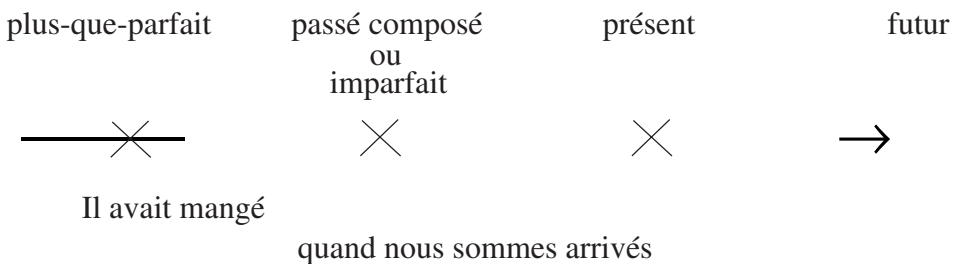 plus-que-parfait passé composé présent futur
ou
imparfait
Il avait mangé
quand nous sommes arrivés